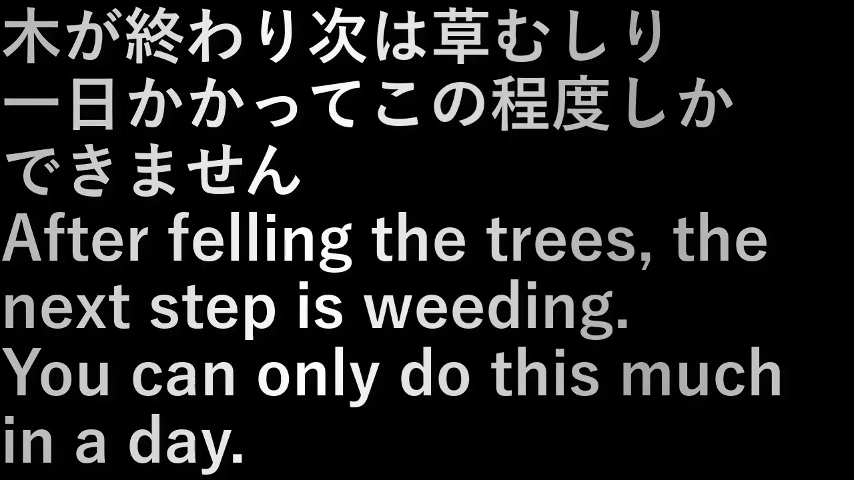 木が終わり次は草むしり
一日かかってこの程度しか
できません
After felling the trees, the
next step is weeding.
You can only do this much
in a day.